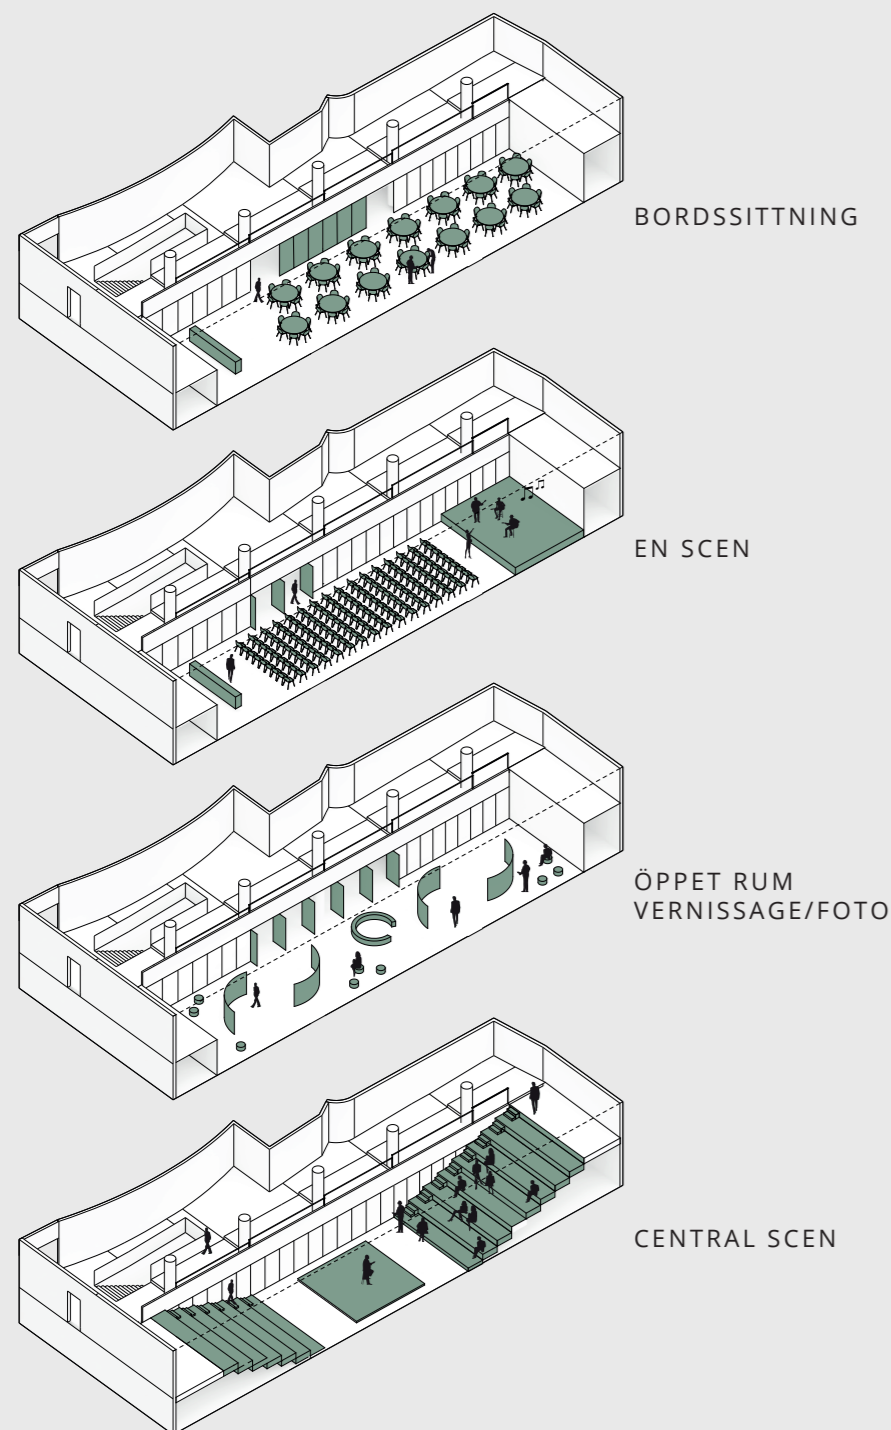 BORDSSITTNING
EN SCEN
ÖPPET RUM
VERNISSAGE/FOTO
CENTRAL SCEN